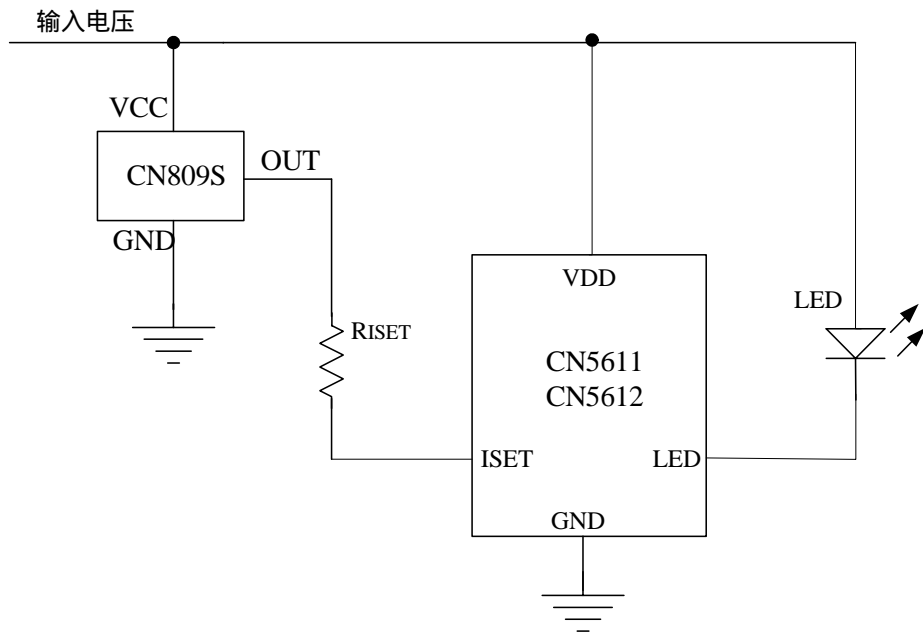 输入电压
VCC
CN809S
OUT
GND
RISET
VDD
CN5611
CN5612
LED
ISET
LED
GND